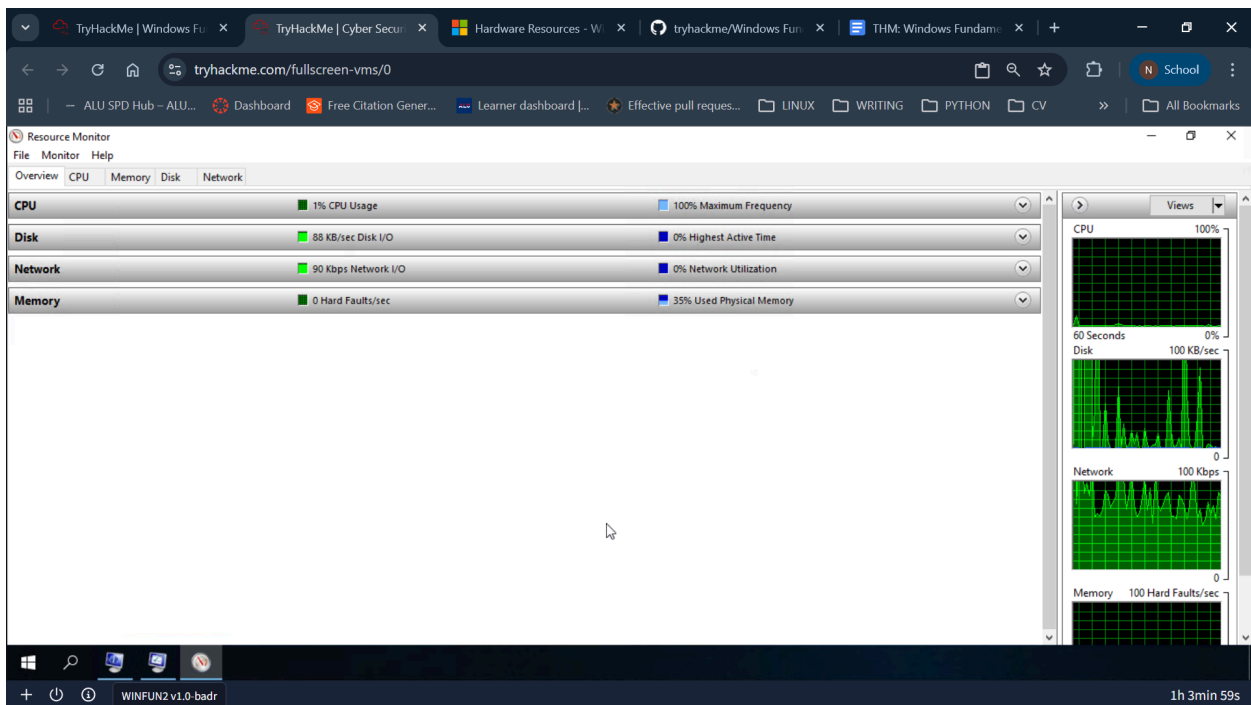 TryHackMe | Windows Fu
TryHackMe | Cyber Secur
Hardware Resources - W
tryhackme/Windows Fun
THM: Windows Fundame
tryhackme.com/fullscreen-vms/0
N School
ALU SPD Hub – ALU...
Dashboard
Free Citation Gener...
Learner dashboard |...
Effective pull reques...
LINUX
WRITING
PYTHON
CV
»
All Bookmarks
Resource Monitor
File Monitor Help
Overview CPU Memory Disk Network
CPU 1% CPU Usage 100% Maximum Frequency
Disk 88 KB/sec Disk I/O 0% Highest Active Time
Network 90 Kbps Network I/O 0% Network Utilization
Memory 0 Hard Faults/sec 35% Used Physical Memory
Views
CPU 100%
60 Seconds 0%
Disk 100 KB/sec
0
Network 100 Kbps
0
Memory 100 Hard Faults/sec
WINFUN2 v1.0-badr
1h 3min 59s